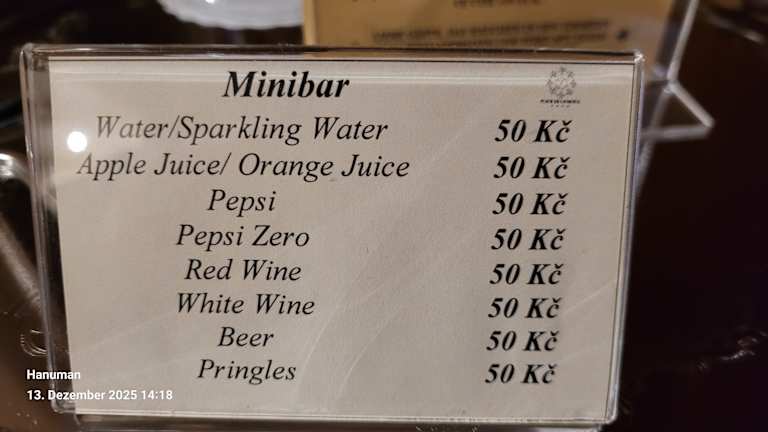 Minibar
Water/Sparkling Water 50 Kč
Apple Juice/ Orange Juice 50 Kč
Pepsi 50 Kč
Pepsi Zero 50 Kč
Red Wine 50 Kč
White Wine 50 Kč
Beer 50 Kč
Pringles 50 Kč
Hanuman
13. Dezember 2025 14:18